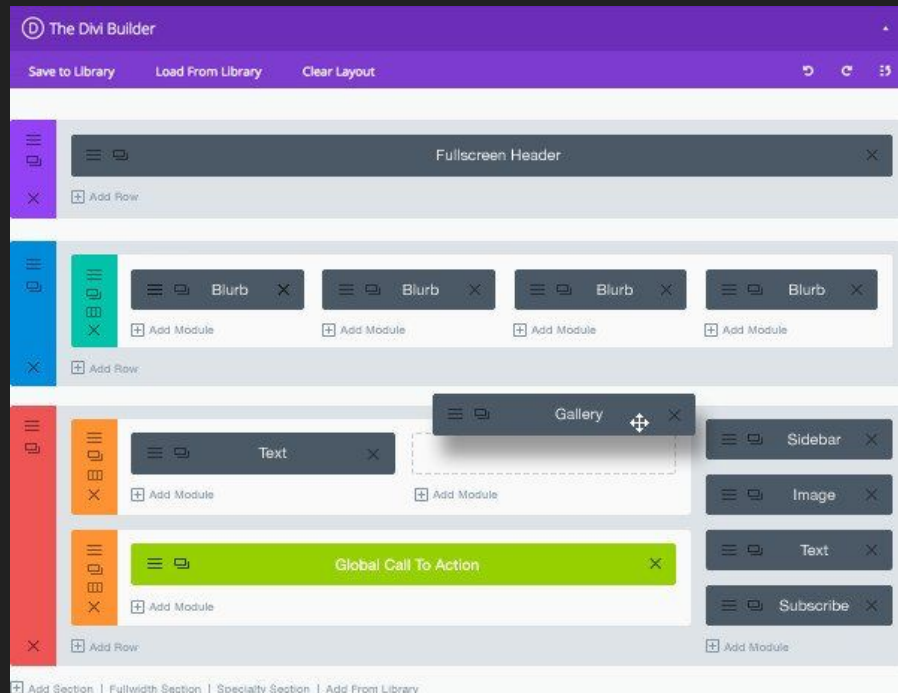 D The Divi Builder
Save to Library Load From Library Clear Layout
Fullscreen Header
Add Row
Blurb Blurb Blurb Blurb
Add Module Add Module Add Module Add Module
Add Row
Gallery
Text
Add Module Add Module
Global Call To Action
Add Module
Add Row
Sidebar
Image
Text
Subscribe
Add Module
Add Section | Fullwidth Section | Specialty Section | Add From Library